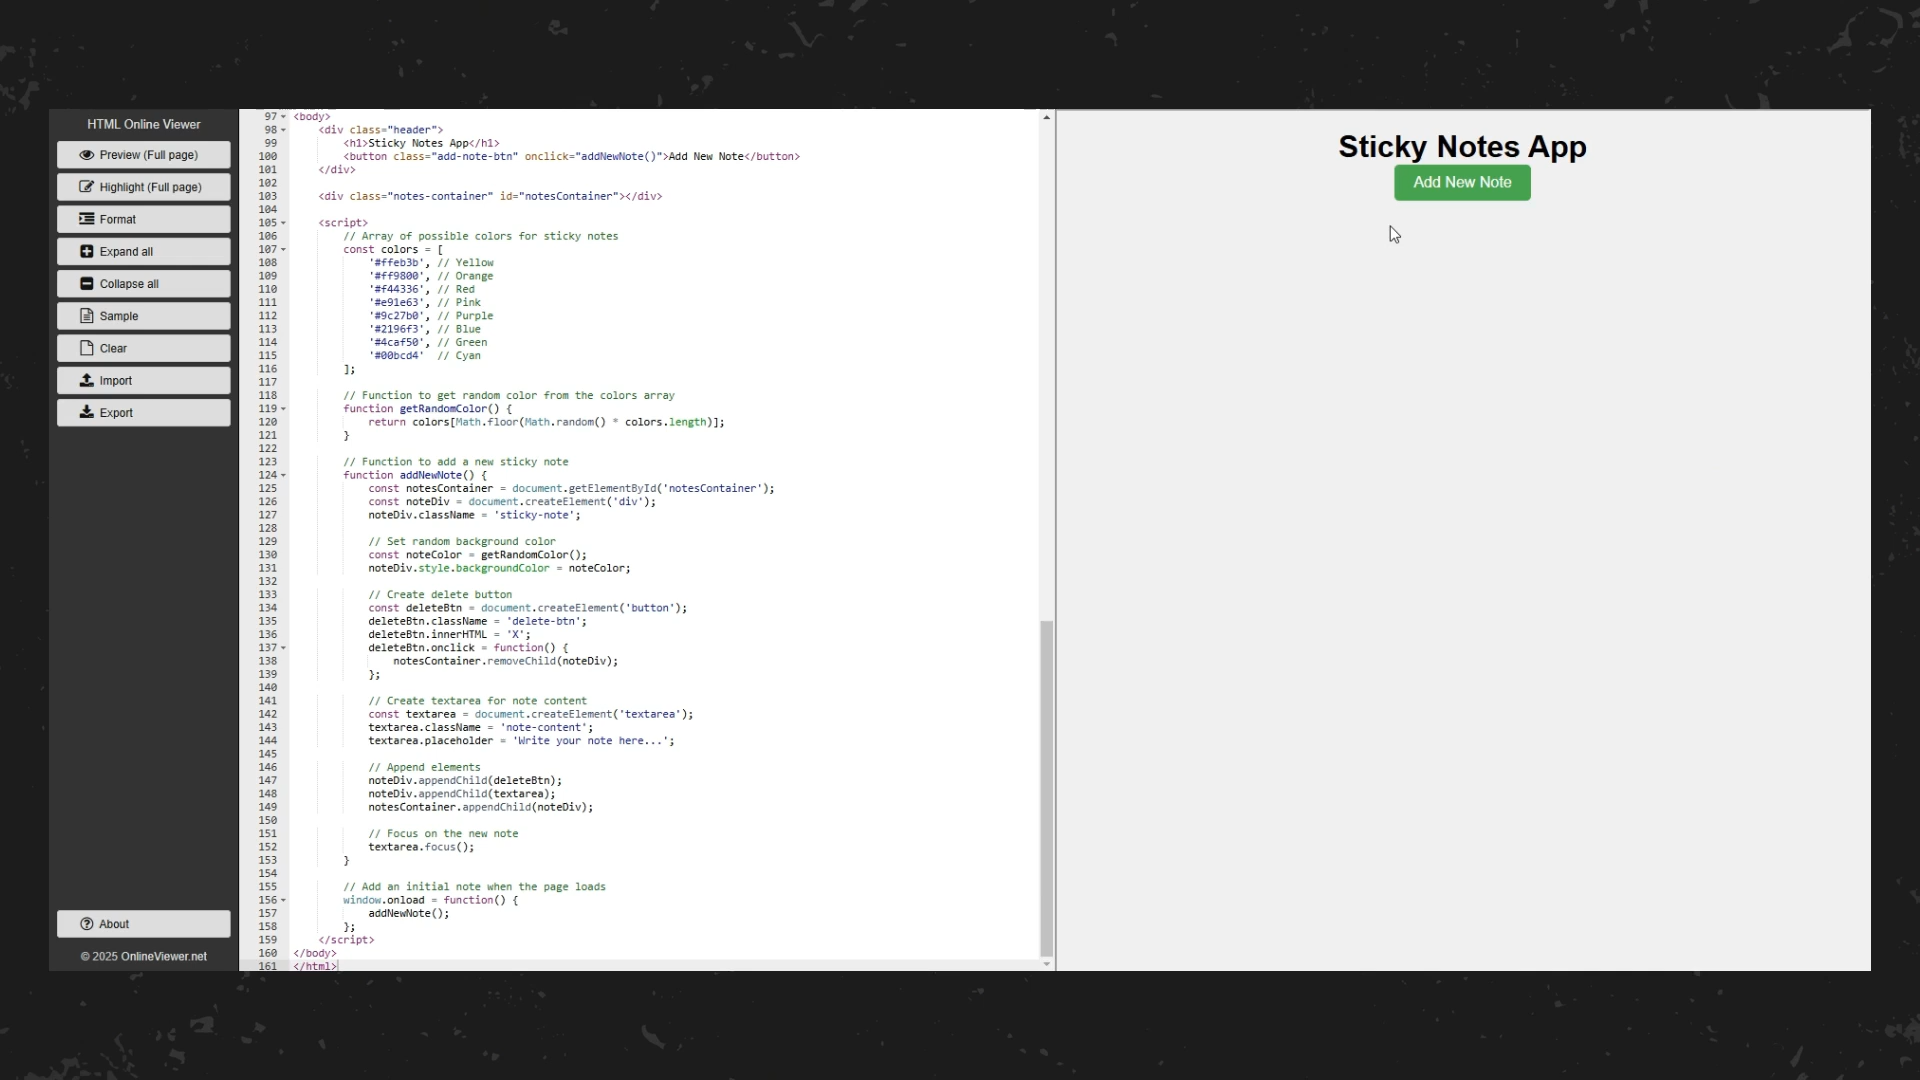 HTML Online Viewer
Preview (Full page)
Highlight (Full page)
Format
Expand all
Collapse all
Sample
Clear
Import
Export
About
© 2025 OnlineViewer.net
97 <body>
98     <div class="header">
99         <h1>Sticky Notes App</h1>
100         <button class="add-note-btn" onclick="addNewNote()">Add New Note</button>
101     </div>
102
103     <div class="notes-container" id="notesContainer"></div>
104
105     <script>
106         // Array of possible colors for sticky notes
107         const colors = [
108             '#ffeb3b', // Yellow
109             '#ff9800', // Orange
110             '#f44336', // Red
111             '#e91e63', // Pink
112             '#9c27b0', // Purple
113             '#2196f3', // Blue
114             '#4caf50', // Green
115             '#00bcd4'  // Cyan
116         ];
117
118         // Function to get random color from the colors array
119         function getRandomColor() {
120             return colors[Math.floor(Math.random() * colors.length)];
121         }
122
123         // Function to add a new sticky note
124         function addNewNote() {
125             const notesContainer = document.getElementById('notesContainer');
126             const noteDiv = document.createElement('div');
127             noteDiv.className = 'sticky-note';
128
129             // Set random background color
130             const noteColor = getRandomColor();
131             noteDiv.style.backgroundColor = noteColor;
132
133             // Create delete button
134             const deleteBtn = document.createElement('button');
135             deleteBtn.className = 'delete-btn';
136             deleteBtn.innerHTML = 'X';
137             deleteBtn.onclick = function() {
138                 notesContainer.removeChild(noteDiv);
139             };
140
141             // Create textarea for note content
142             const textarea = document.createElement('textarea');
143             textarea.className = 'note-content';
144             textarea.placeholder = 'Write your note here...';
145
146             // Append elements
147             noteDiv.appendChild(deleteBtn);
148             noteDiv.appendChild(textarea);
149             notesContainer.appendChild(noteDiv);
150
151             // Focus on the new note
152             textarea.focus();
153         }
154
155         // Add an initial note when the page loads
156         window.onload = function() {
157             addNewNote();
158         };
159     </script>
160 </body>
161 </html>
Sticky Notes App
Add New Note